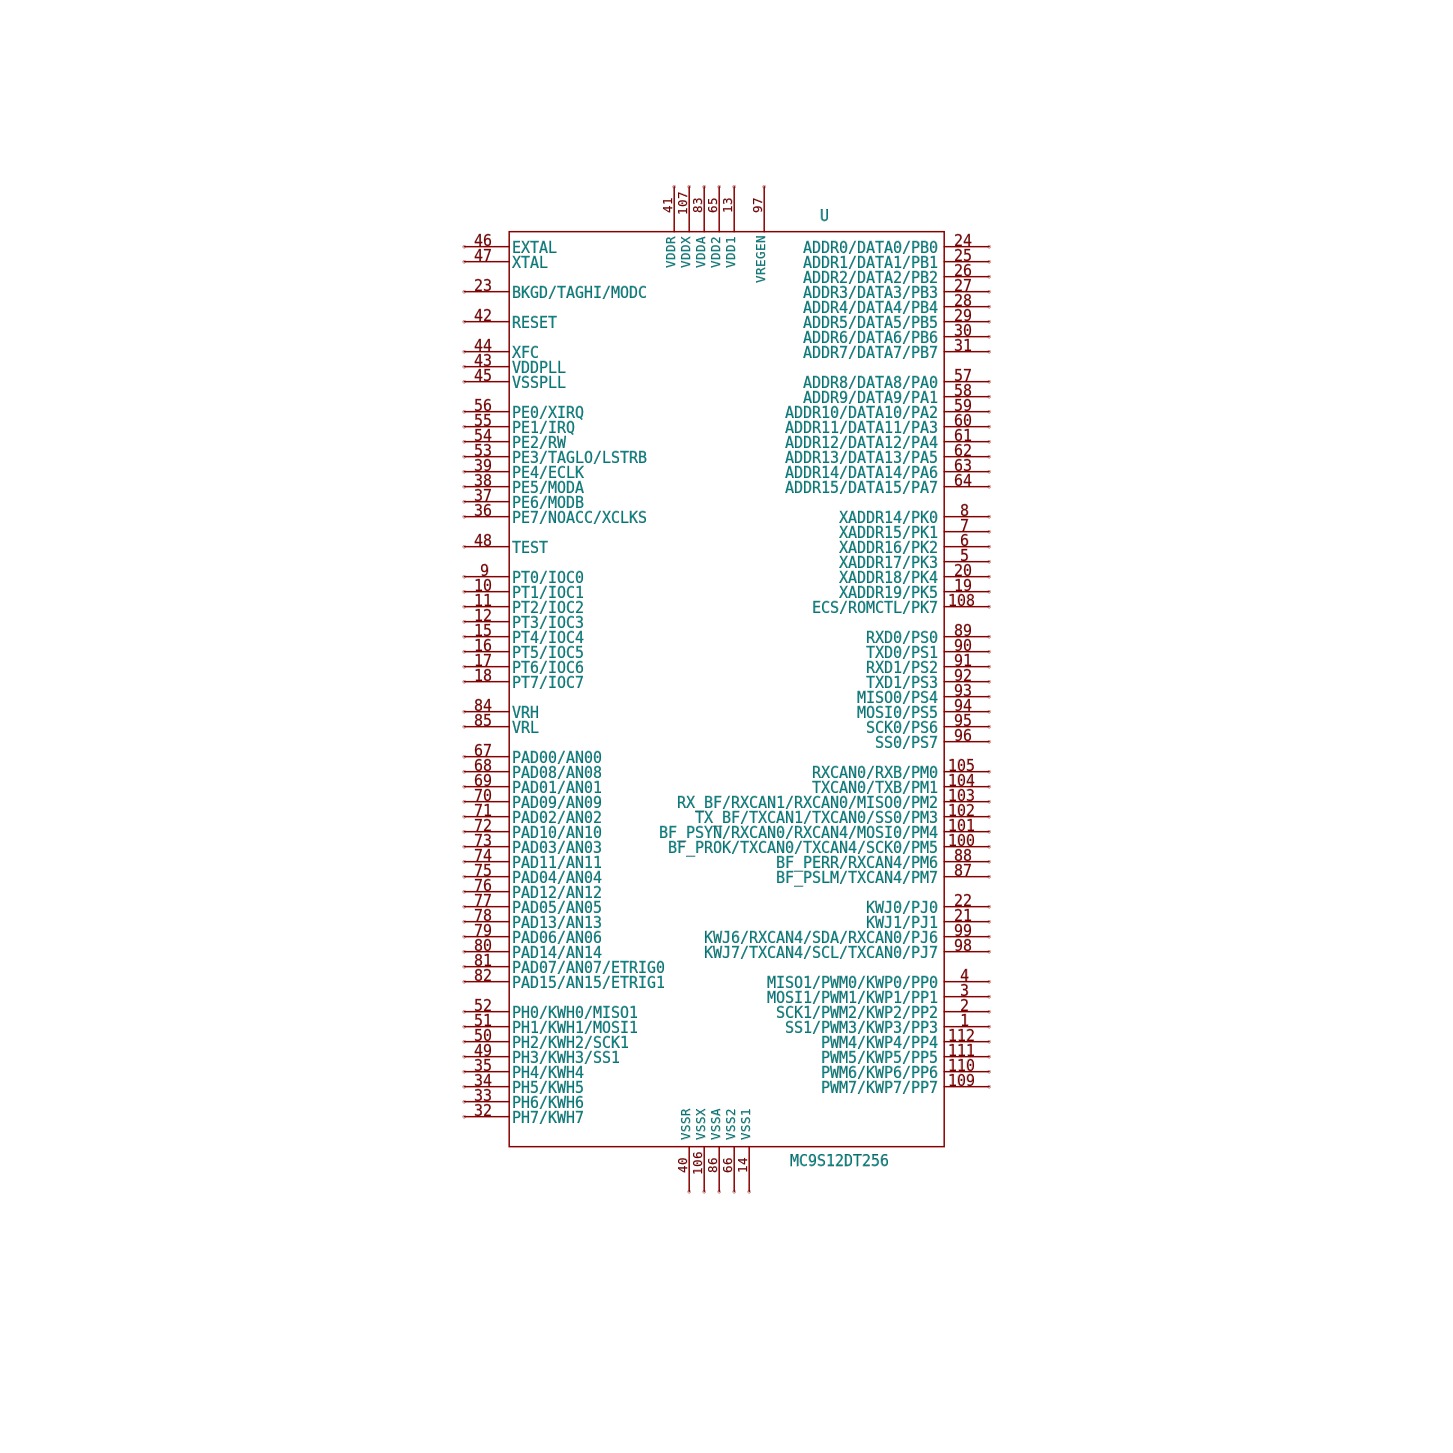 41 107 83 65 13 97
U
VDDR VDDX VDDA VDD2 VDD1 VREGEN
46 EXTAL ADDR0/DATA0/PB0 24
47 XTAL ADDR1/DATA1/PB1 25
ADDR2/DATA2/PB2 26
23 BKGD/TAGHI/MODC ADDR3/DATA3/PB3 27
ADDR4/DATA4/PB4 28
42 RESET ADDR5/DATA5/PB5 29
ADDR6/DATA6/PB6 30
44 XFC ADDR7/DATA7/PB7 31
43 VDDPLL
45 VSSPLL ADDR8/DATA8/PA0 57
ADDR9/DATA9/PA1 58
56 PE0/XIRQ ADDR10/DATA10/PA2 59
55 PE1/IRQ ADDR11/DATA11/PA3 60
54 PE2/RW ADDR12/DATA12/PA4 61
53 PE3/TAGLO/LSTRB ADDR13/DATA13/PA5 62
39 PE4/ECLK ADDR14/DATA14/PA6 63
38 PE5/MODA ADDR15/DATA15/PA7 64
37 PE6/MODB
36 PE7/NOACC/XCLKS XADDR14/PK0 8
XADDR15/PK1 7
48 TEST XADDR16/PK2 6
XADDR17/PK3 5
9 PT0/IOC0 XADDR18/PK4 20
10 PT1/IOC1 XADDR19/PK5 19
11 PT2/IOC2 ECS/ROMCTL/PK7 108
12 PT3/IOC3
15 PT4/IOC4 RXD0/PS0 89
16 PT5/IOC5 TXD0/PS1 90
17 PT6/IOC6 RXD1/PS2 91
18 PT7/IOC7 TXD1/PS3 92
MISO0/PS4 93
84 VRH MOSI0/PS5 94
85 VRL SCK0/PS6 95
SS0/PS7 96
67 PAD00/AN00
68 PAD08/AN08 RXCAN0/RXB/PM0 105
69 PAD01/AN01 TXCAN0/TXB/PM1 104
70 PAD09/AN09 RX_BF/RXCAN1/RXCAN0/MISO0/PM2 103
71 PAD02/AN02 TX_BF/TXCAN1/TXCAN0/SS0/PM3 102
72 PAD10/AN10 BF_PSYN/RXCAN0/RXCAN4/MOSI0/PM4 101
73 PAD03/AN03 BF_PROK/TXCAN0/TXCAN4/SCK0/PM5 100
74 PAD11/AN11 BF_PERR/RXCAN4/PM6 88
75 PAD04/AN04 BF_PSLM/TXCAN4/PM7 87
76 PAD12/AN12
77 PAD05/AN05 KWJ0/PJ0 22
78 PAD13/AN13 KWJ1/PJ1 21
79 PAD06/AN06 KWJ6/RXCAN4/SDA/RXCAN0/PJ6 99
80 PAD14/AN14 KWJ7/TXCAN4/SCL/TXCAN0/PJ7 98
81 PAD07/AN07/ETRIG0
82 PAD15/AN15/ETRIG1 MISO1/PWM0/KWP0/PP0 4
MOSI1/PWM1/KWP1/PP1 3
52 PH0/KWH0/MISO1 SCK1/PWM2/KWP2/PP2 2
51 PH1/KWH1/MOSI1 SS1/PWM3/KWP3/PP3 1
50 PH2/KWH2/SCK1 PWM4/KWP4/PP4 112
49 PH3/KWH3/SS1 PWM5/KWP5/PP5 111
35 PH4/KWH4 PWM6/KWP6/PP6 110
34 PH5/KWH5 PWM7/KWP7/PP7 109
33 PH6/KWH6
32 PH7/KWH7
VSSR VSSX VSSA VSS2 VSS1
40 106 86 66 14
MC9S12DT256